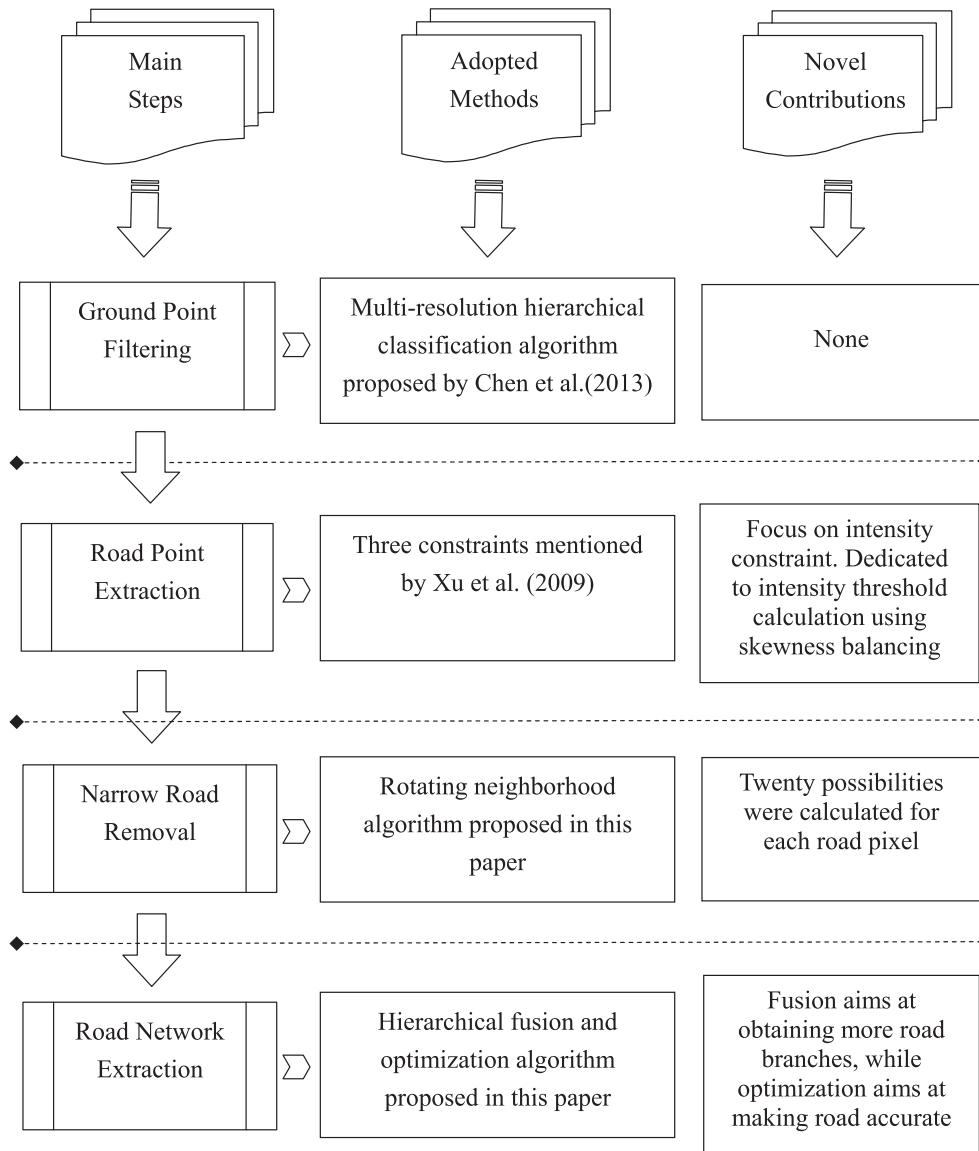 Main
Steps
Adopted
Methods
Novel
Contributions
Ground Point
Filtering
Multi-resolution hierarchical
classification algorithm
proposed by Chen et al.(2013)
None
Road Point
Extraction
Three constraints mentioned
by Xu et al. (2009)
Focus on intensity
constraint. Dedicated
to intensity threshold
calculation using
skewness balancing
Narrow Road
Removal
Rotating neighborhood
algorithm proposed in this
paper
Twenty possibilities
were calculated for
each road pixel
Road Network
Extraction
Hierarchical fusion and
optimization algorithm
proposed in this paper
Fusion aims at
obtaining more road
branches, while
optimization aims at
making road accurate